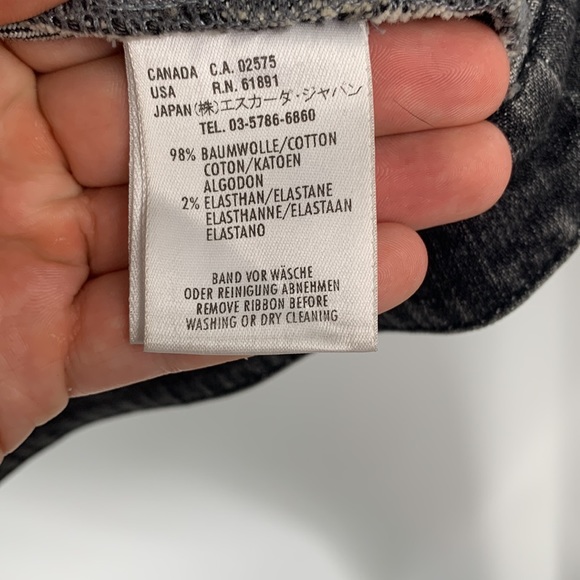 CANADA C.A. 02575
USA R.N. 61891
JAPAN (株)エスカーダ・ジャパン
TEL. 03-5786-6860
98% BAUMWOLLE/COTTON
COTON/KATOEN
ALGODON
2% ELASTHAN/ELASTANE
ELASTHANNE/ELASTAAN
ELASTANO
BAND VOR WÄSCHE
ODER REINIGUNG ABNEHMEN
REMOVE RIBBON BEFORE
WASHING OR DRY CLEANING